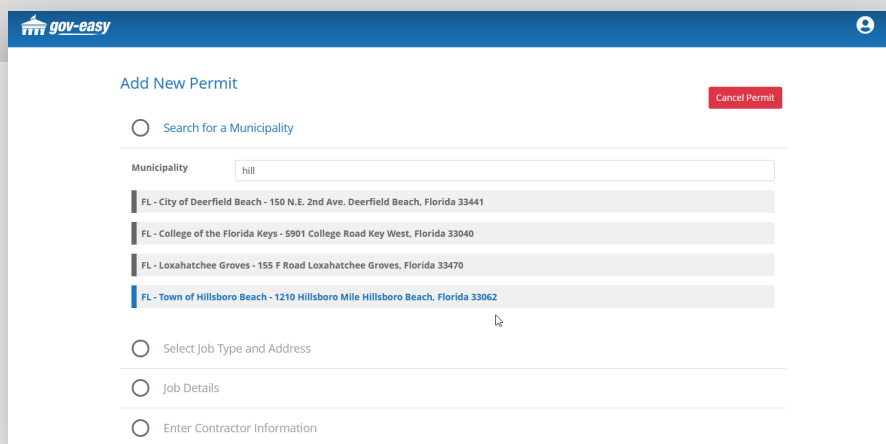 gov-easy
Add New Permit
Cancel Permit
Search for a Municipality
Municipality
hill
FL - City of Deerfield Beach - 150 N.E. 2nd Ave. Deerfield Beach, Florida 33441
FL - College of the Florida Keys - 5901 College Road Key West, Florida 33040
FL - Loxahatchee Groves - 155 F Road Loxahatchee Groves, Florida 33470
FL - Town of Hillsboro Beach - 1210 Hillsboro Mile Hillsboro Beach, Florida 33062
Select Job Type and Address
Job Details
Enter Contractor Information